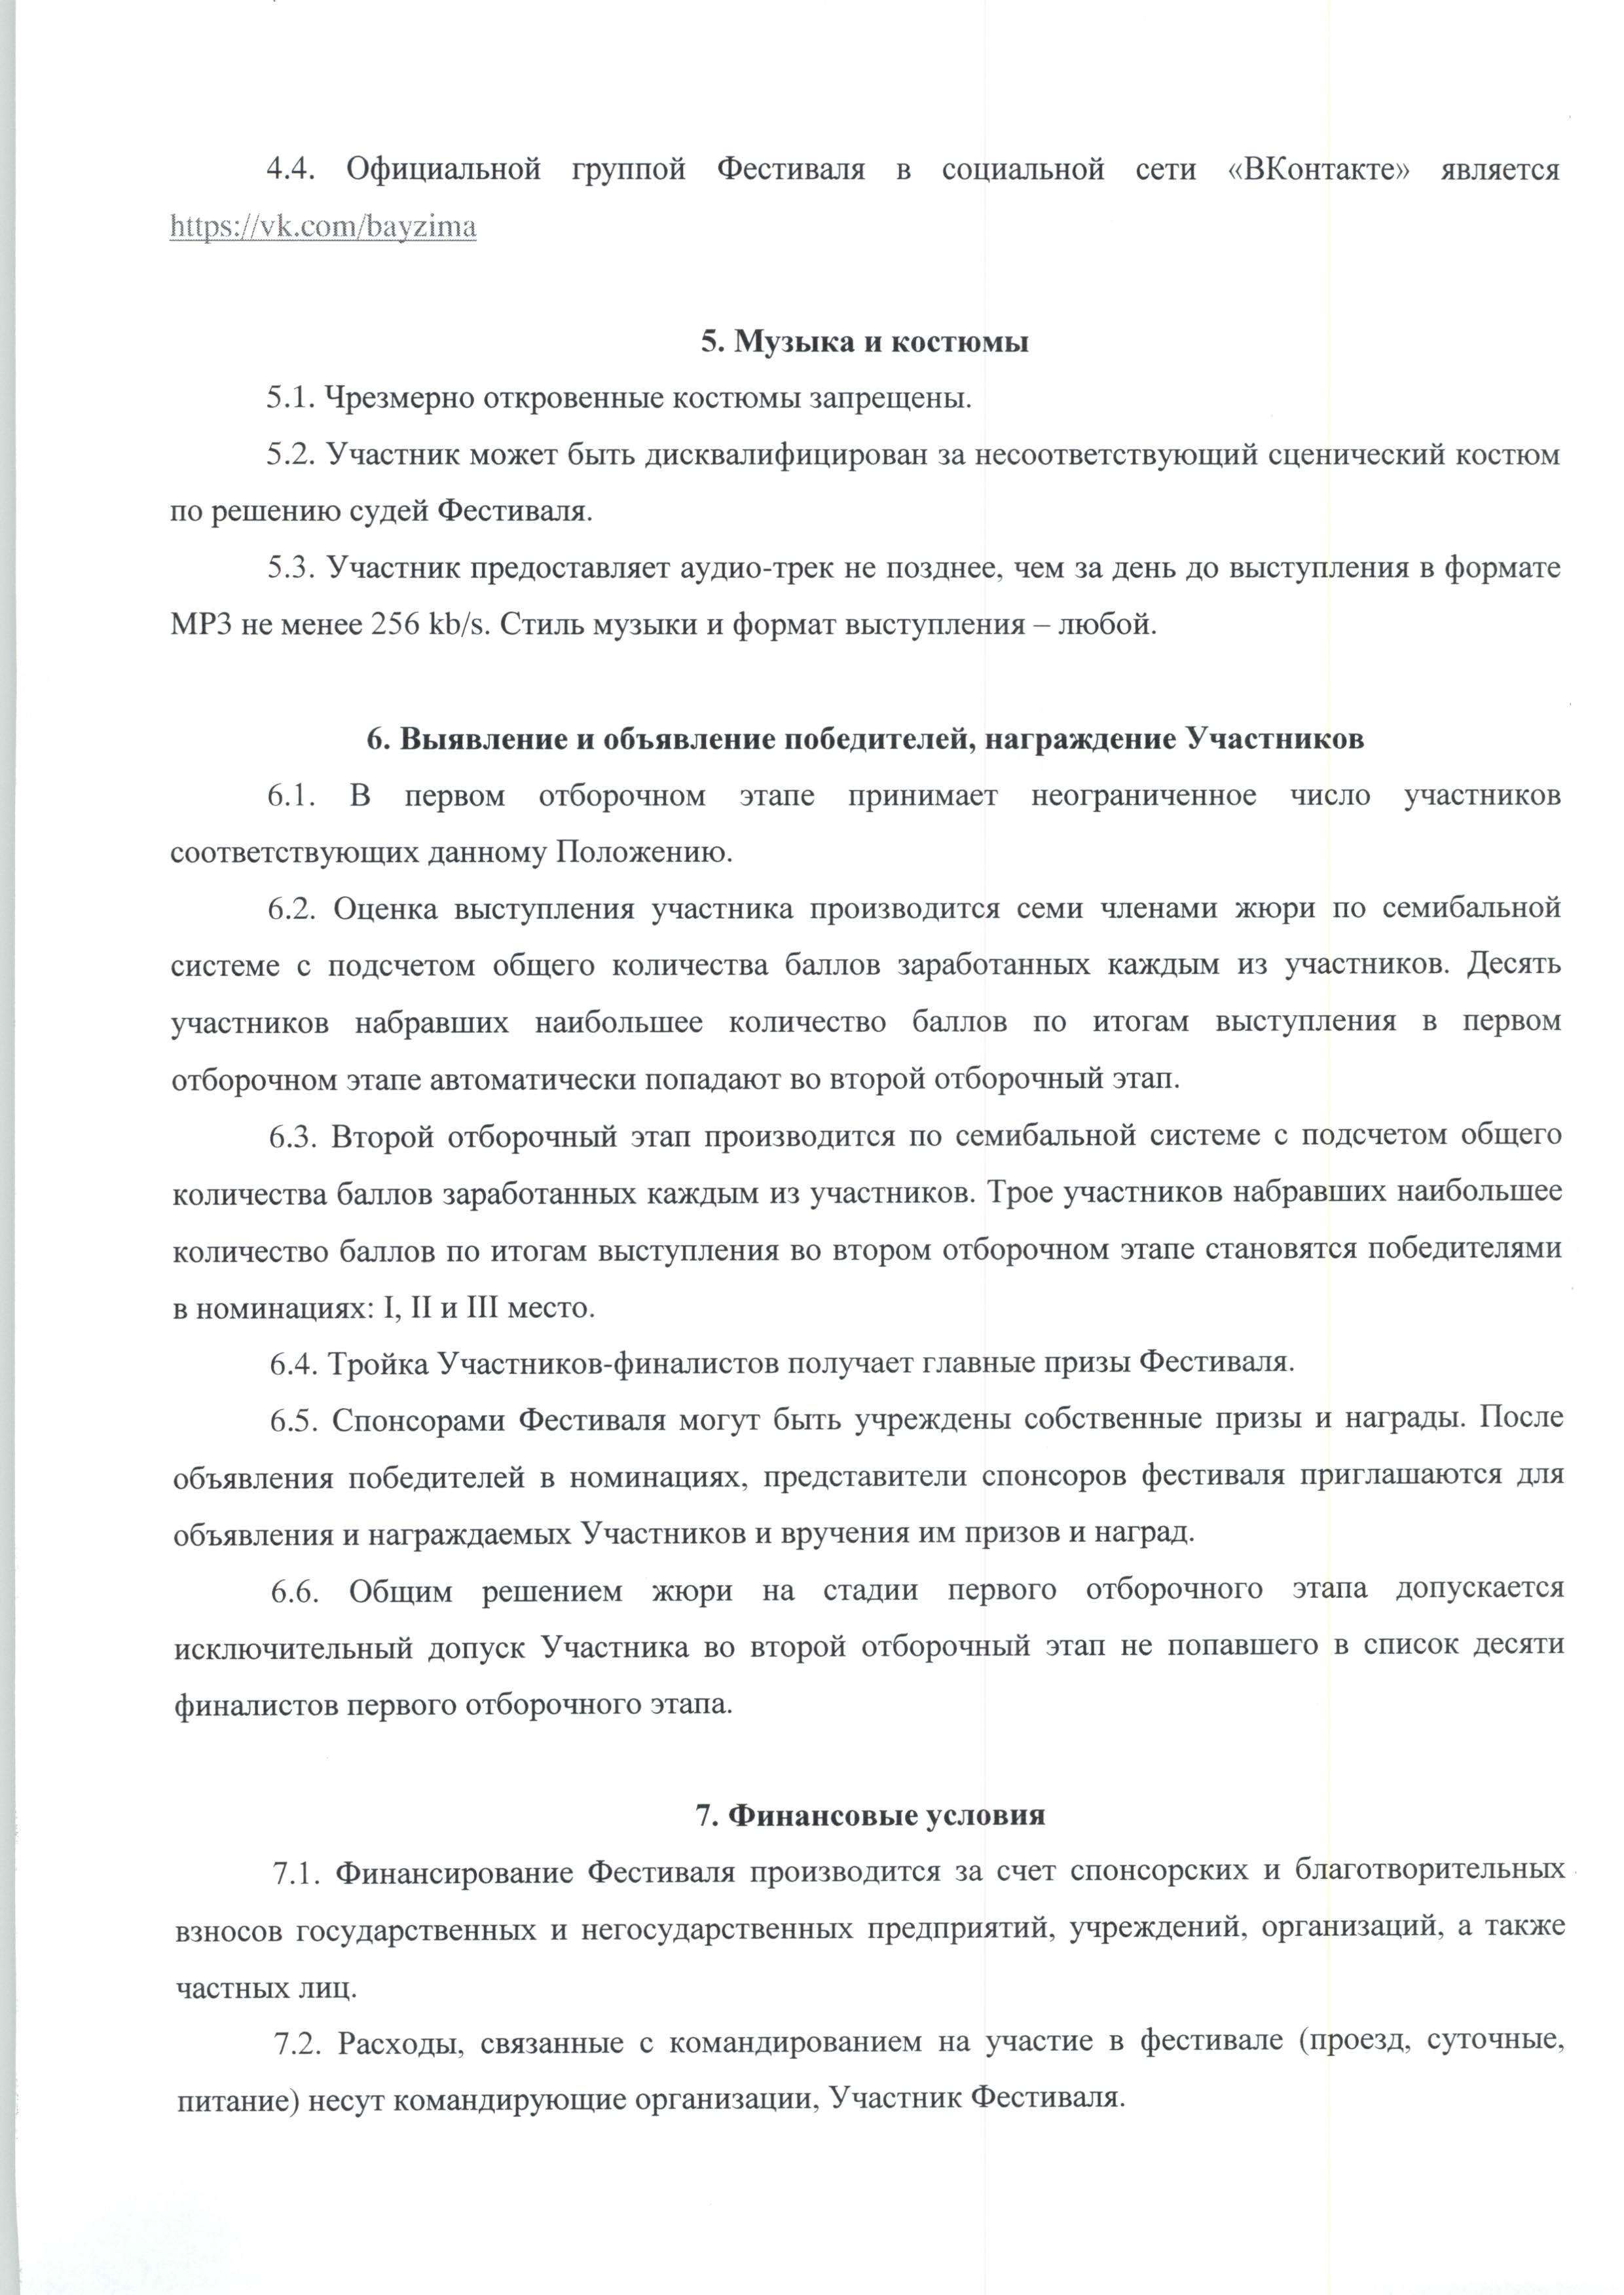 4.4. Официальной группой Фестиваля в социальной сети «ВКонтакте» является
https://vk.com/bayzima
5. Музыка и костюмы
5.1. Чрезмерно откровенные костюмы запрещены.
5.2. Участник может быть дисквалифицирован за несоответствующий сценический костюм
по решению судей Фестиваля.
5.3. Участник предоставляет аудио-трек не позднее, чем за день до выступления в формате
МР3 не менее 256 kb/s. Стиль музыки и формат выступления – любой.
6. Выявление и объявление победителей, награждение Участников
6.1. В первом отборочном этапе принимает неограниченное число участников
соответствующих данному Положению.
6.2. Оценка выступления участника производится семи членами жюри по семибальной
системе с подсчетом общего количества баллов заработанных каждым из участников. Десять
участников набравших наибольшее количество баллов по итогам выступления в первом
отборочном этапе автоматически попадают во второй отборочный этап.
6.3. Второй отборочный этап производится по семибальной системе с подсчетом общего
количества баллов заработанных каждым из участников. Трое участников набравших наибольшее
количество баллов по итогам выступления во втором отборочном этапе становятся победителями
в номинациях: I, II и III место.
6.4. Тройка Участников-финалистов получает главные призы Фестиваля.
6.5. Спонсорами Фестиваля могут быть учреждены собственные призы и награды. После
объявления победителей в номинациях, представители спонсоров фестиваля приглашаются для
объявления и награждаемых Участников и вручения им призов и наград.
6.6. Общим решением жюри на стадии первого отборочного этапа допускается
исключительный допуск Участника во второй отборочный этап не попавшего в список десяти
финалистов первого отборочного этапа.
7. Финансовые условия
7.1. Финансирование Фестиваля производится за счет спонсорских и благотворительных
взносов государственных и негосударственных предприятий, учреждений, организаций, а также
частных лиц.
7.2. Расходы, связанные с командированием на участие в фестивале (проезд, суточные,
питание) несут командирующие организации, Участник Фестиваля.